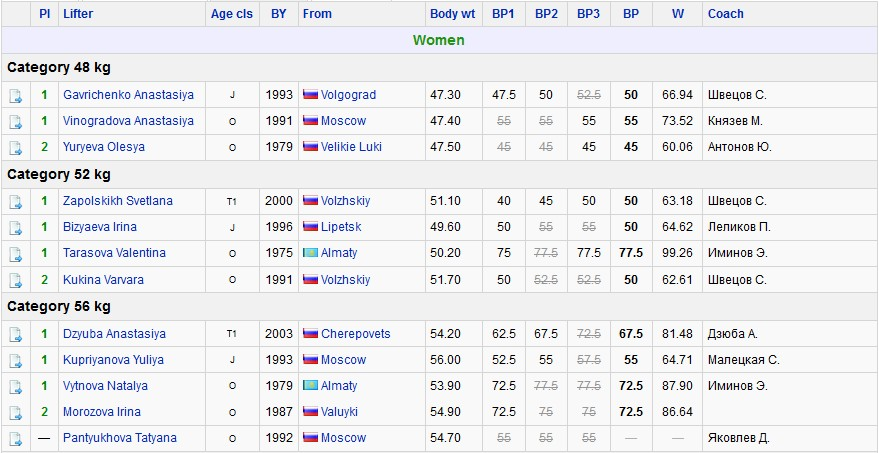 Pl Lifter Age cls BY From Body wt BP1 BP2 BP3 BP W Coach
Women
Category 48 kg
1 Gavrichenko Anastasiya J 1993 Volgograd 47.30 47.5 50 52.5 50 66.94 Швецов С.
1 Vinogradova Anastasiya O 1991 Moscow 47.40 55 55 55 55 73.52 Князев М.
2 Yuryeva Olesya O 1979 Velikie Luki 47.50 45 45 45 45 60.06 Антонов Ю.
Category 52 kg
1 Zapolskikh Svetlana T1 2000 Volzhskiy 51.10 40 45 50 50 63.18 Швецов С.
1 Bizyaeva Irina J 1996 Lipetsk 49.60 50 55 55 50 64.62 Леликов П.
1 Tarasova Valentina O 1975 Almaty 50.20 75 77.5 77.5 77.5 99.26 Иминов Э.
2 Kukina Varvara O 1991 Volzhskiy 51.70 50 52.5 52.5 50 62.61 Швецов С.
Category 56 kg
1 Dzyuba Anastasiya T1 2003 Cherepovets 54.20 62.5 67.5 72.5 67.5 81.48 Дзюба А.
1 Kupriyanova Yuliya J 1993 Moscow 56.00 52.5 55 57.5 55 64.71 Малецкая С.
1 Vytnova Natalya O 1979 Almaty 53.90 72.5 77.5 77.5 72.5 87.90 Иминов Э.
2 Morozova Irina O 1987 Valuyki 54.90 72.5 75 75 72.5 86.64
— Pantyukhova Tatyana O 1992 Moscow 54.70 55 55 55 — — Яковлев Д.